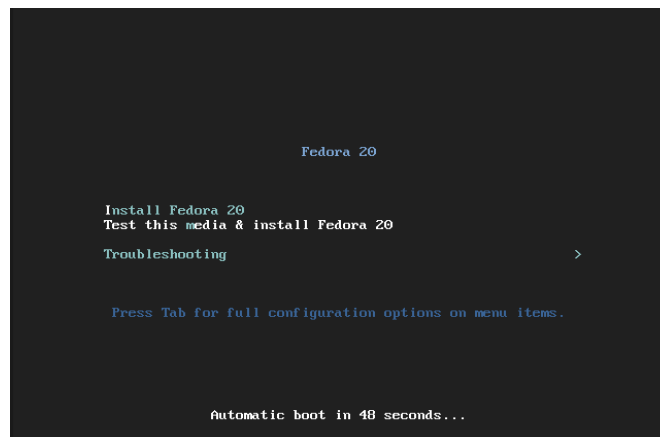 Fedora 20
Install Fedora 20
Test this media & install Fedora 20
Troubleshooting >
Press Tab for full configuration options on menu items.
Automatic boot in 48 seconds...